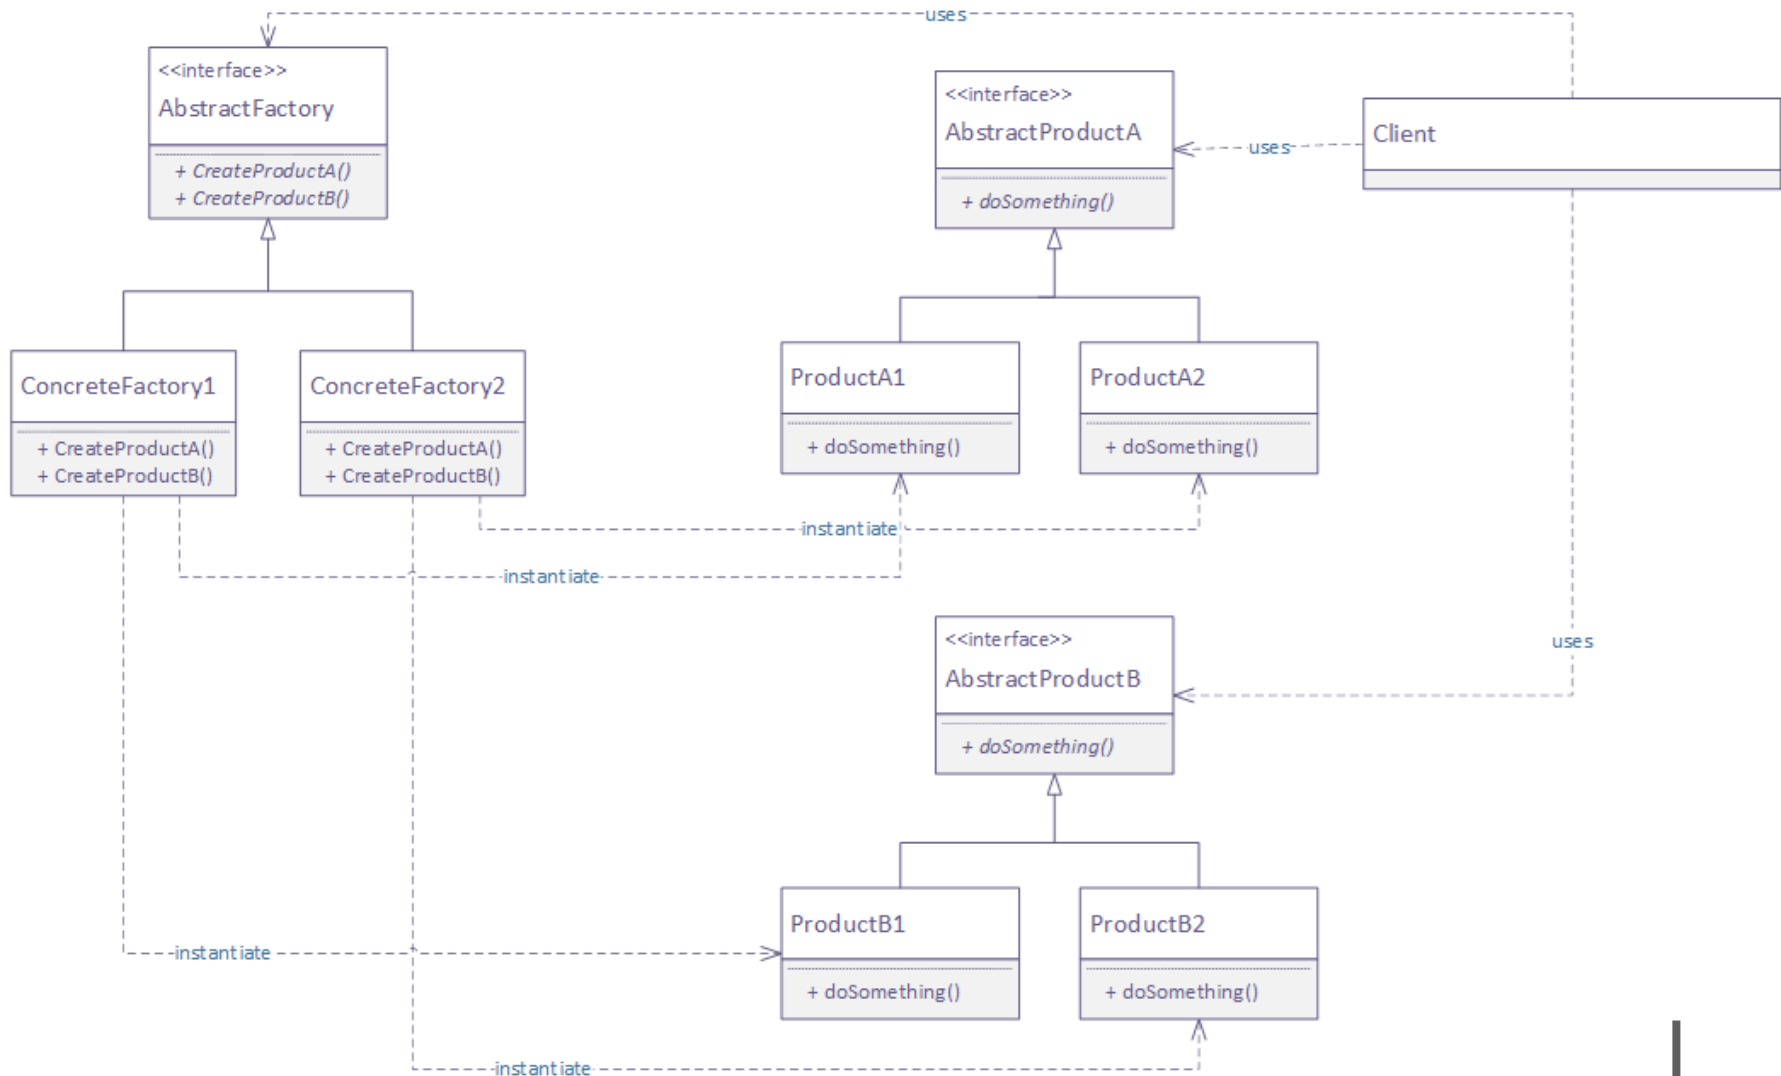 uses
<<interface>>
AbstractFactory
+ CreateProductA()
+ CreateProductB()
<<interface>>
AbstractProductA
+ doSomething()
uses
Client
ConcreteFactory1
+ CreateProductA()
+ CreateProductB()
ConcreteFactory2
+ CreateProductA()
+ CreateProductB()
ProductA1
+ doSomething()
ProductA2
+ doSomething()
instantiate
instantiate
<<interface>>
AbstractProductB
+ doSomething()
uses
ProductB1
+ doSomething()
ProductB2
+ doSomething()
instantiate
instantiate